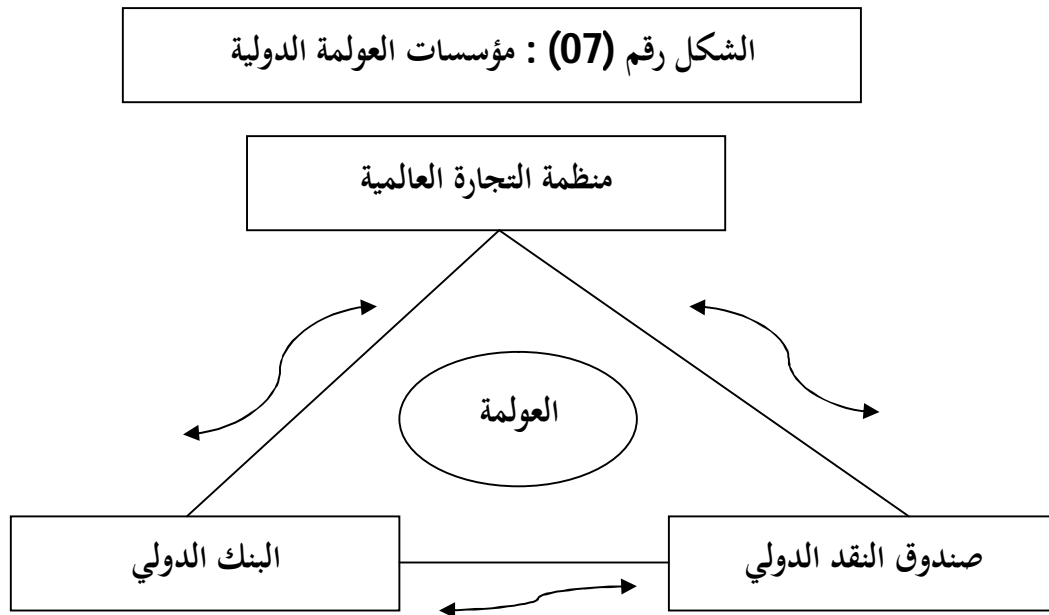 الشكل رقم (07) : مؤسسات العولمة الدولية
منظمة التجارة العالمية
العولمة
صندوق النقد الدولي
البنك الدولي